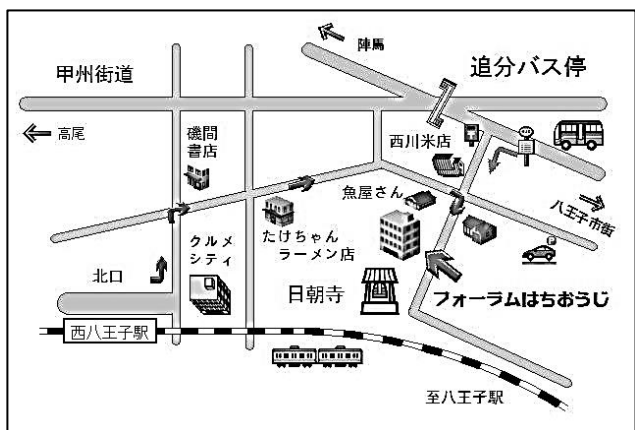 陣馬
甲州街道
追分バス停
高尾
磯間
書店
西川米店
魚屋さん
八王子市街
クルメ
シティ
たけちゃん
ラーメン店
北口
日朝寺
フォーラムはちおうじ
西八王子駅
至八王子駅